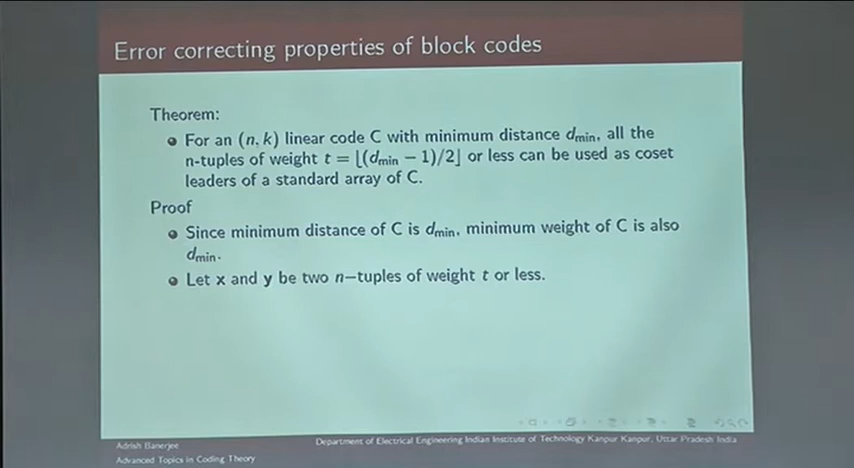 Error correcting properties of block codes
Theorem:
For an (n, k) linear code C with minimum distance dmin, all the
n-tuples of weight t = ⌊(dmin − 1)/2⌋ or less can be used as coset
leaders of a standard array of C.
Proof
Since minimum distance of C is dmin, minimum weight of C is also
dmin.
Let x and y be two n−tuples of weight t or less.
Adrish Banerjee
Department of Electrical Engineering Indian Institute of Technology Kanpur Kanpur, Uttar Pradesh India
Advanced Topics in Coding Theory